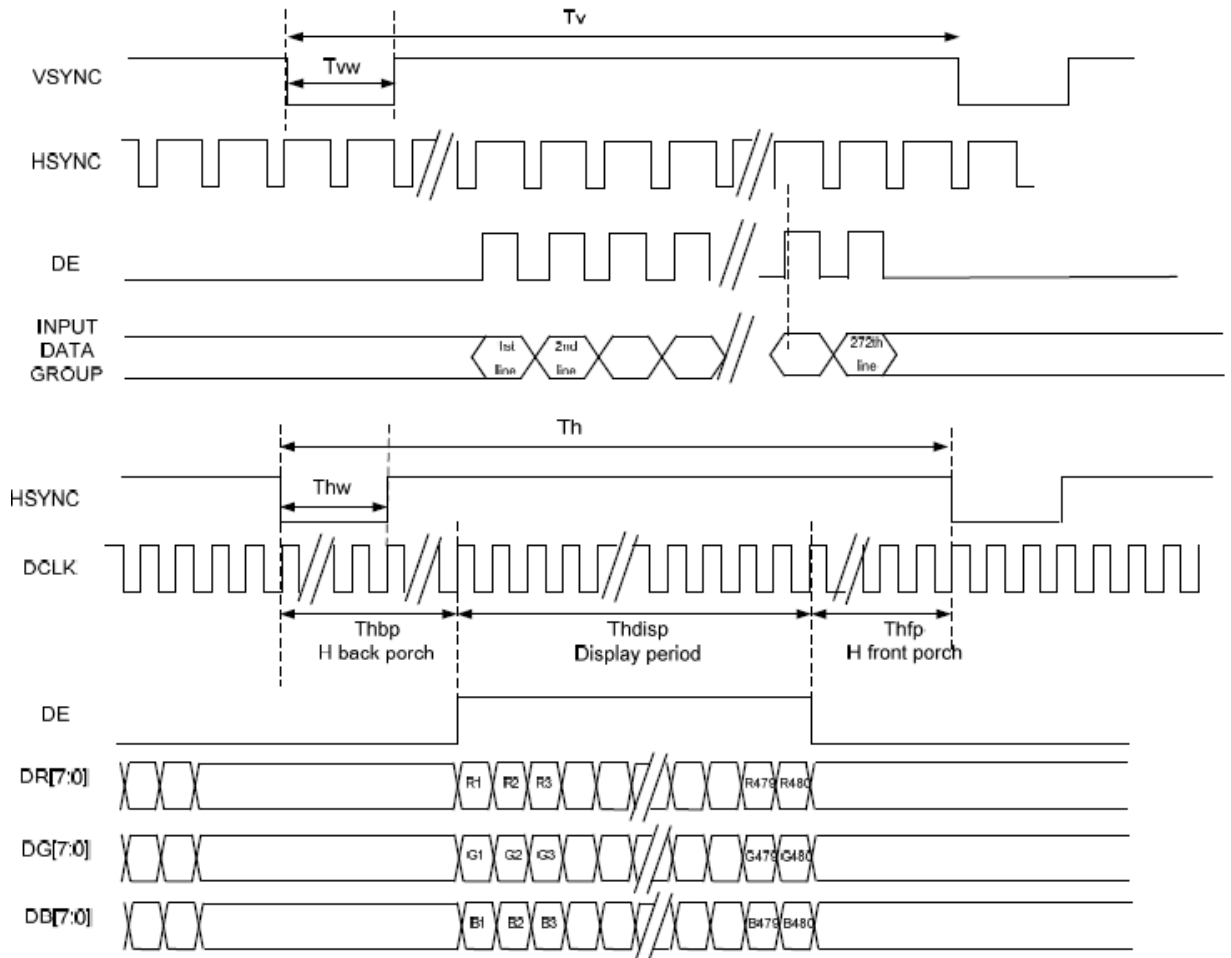 Tv
VSYNC
Tvw
HSYNC
DE
INPUT
DATA
GROUP
1st
line
2nd
line
272th
line
Th
HSYNC
Thw
DCLK
Thbp
H back porch
Thdisp
Display period
Thfp
H front porch
DE
DR[7:0]
R1 R2 R3 R479 R480
DG[7:0]
G1 G2 G3 G479 G480
DB[7:0]
B1 B2 B3 B479 B480